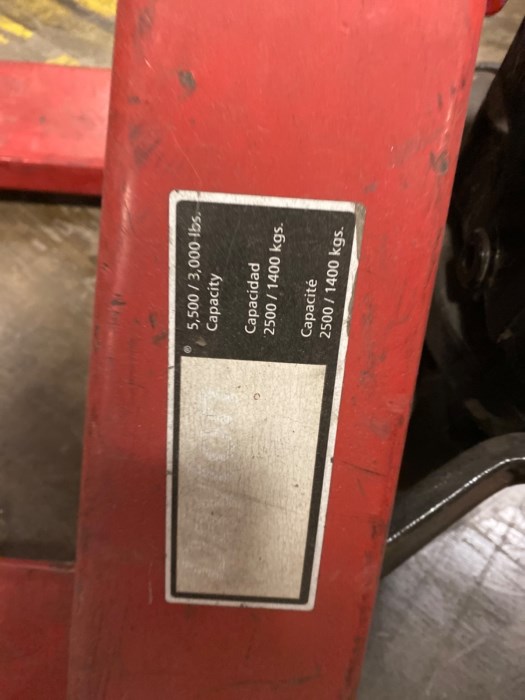 ®
5,500 / 3,000 lbs.
Capacity
Capacidad
2500 / 1400 kgs.
Capacité
2500 / 1400 kgs.